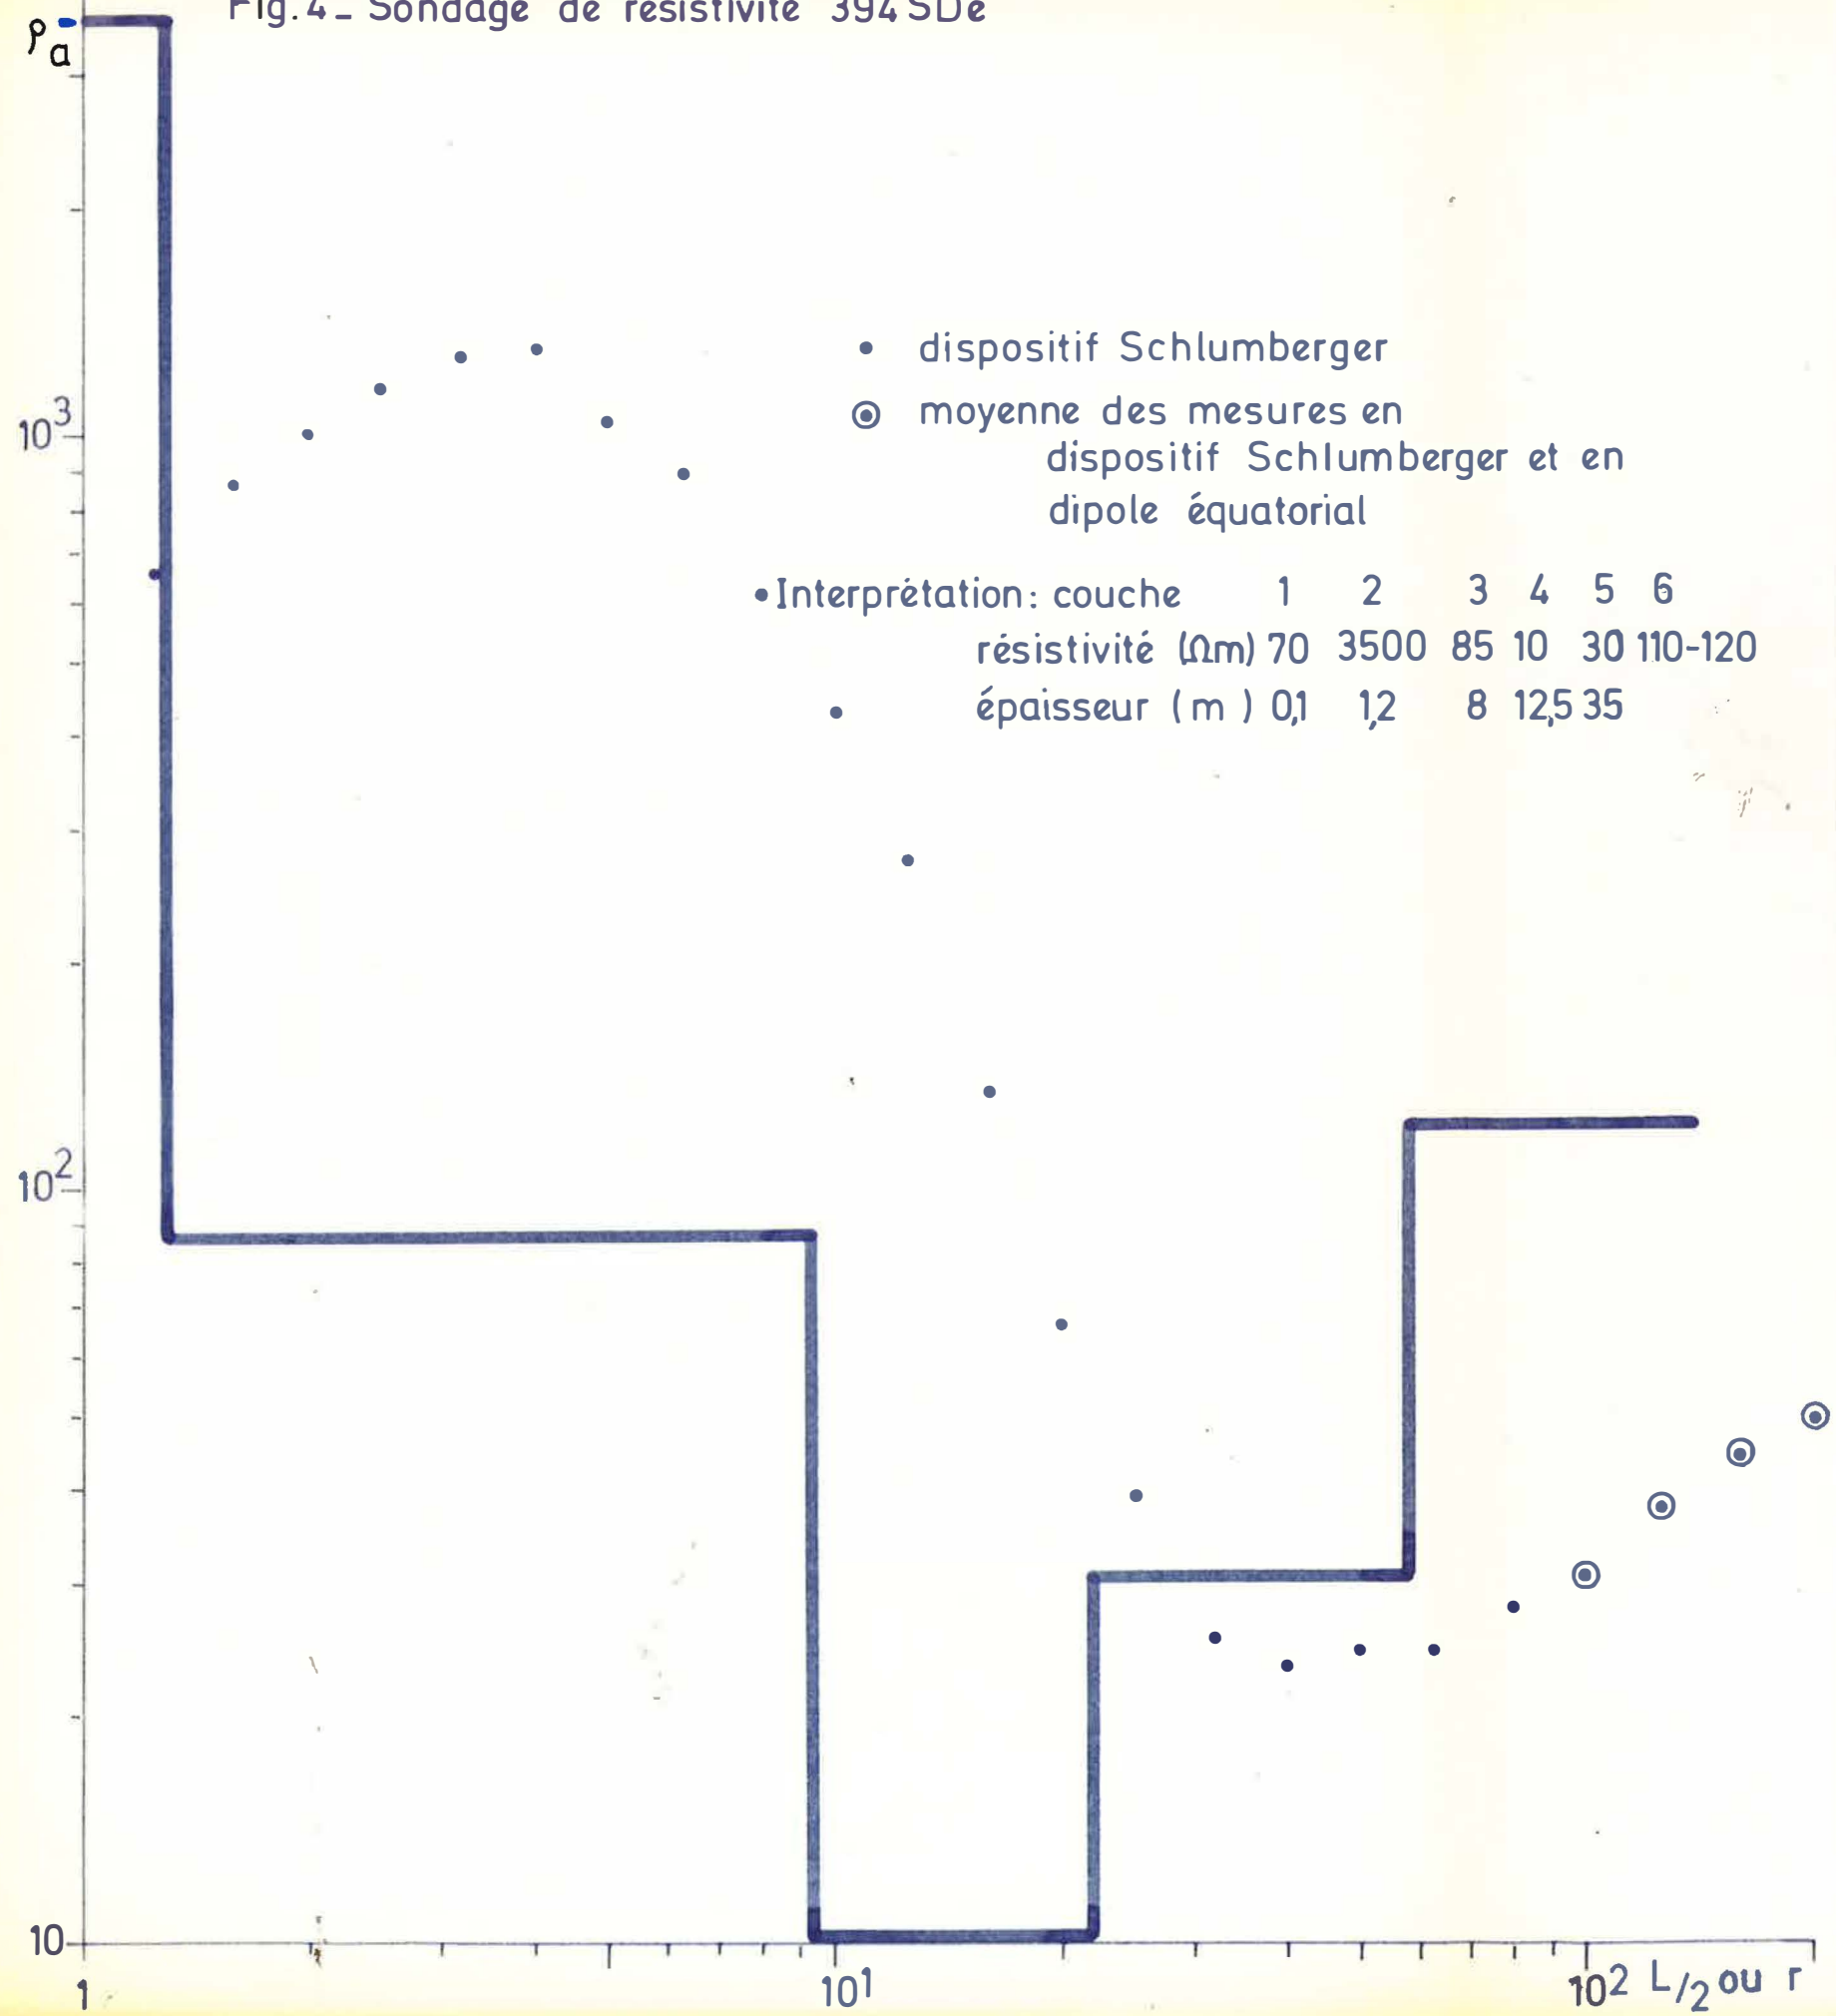 Fig. 4 - Sondage de résistivité 394 SDe
ρa
dispositif Schlumberger
moyenne des mesures en
dispositif Schlumberger et en
dipole équatorial
Interprétation: couche 1 2 3 4 5 6
résistivité (Ωm) 70 3500 85 10 30 110-120
épaisseur (m) 0,1 1,2 8 12,5 35
10³
10²
10
1 10¹ 10² L/2 ou r